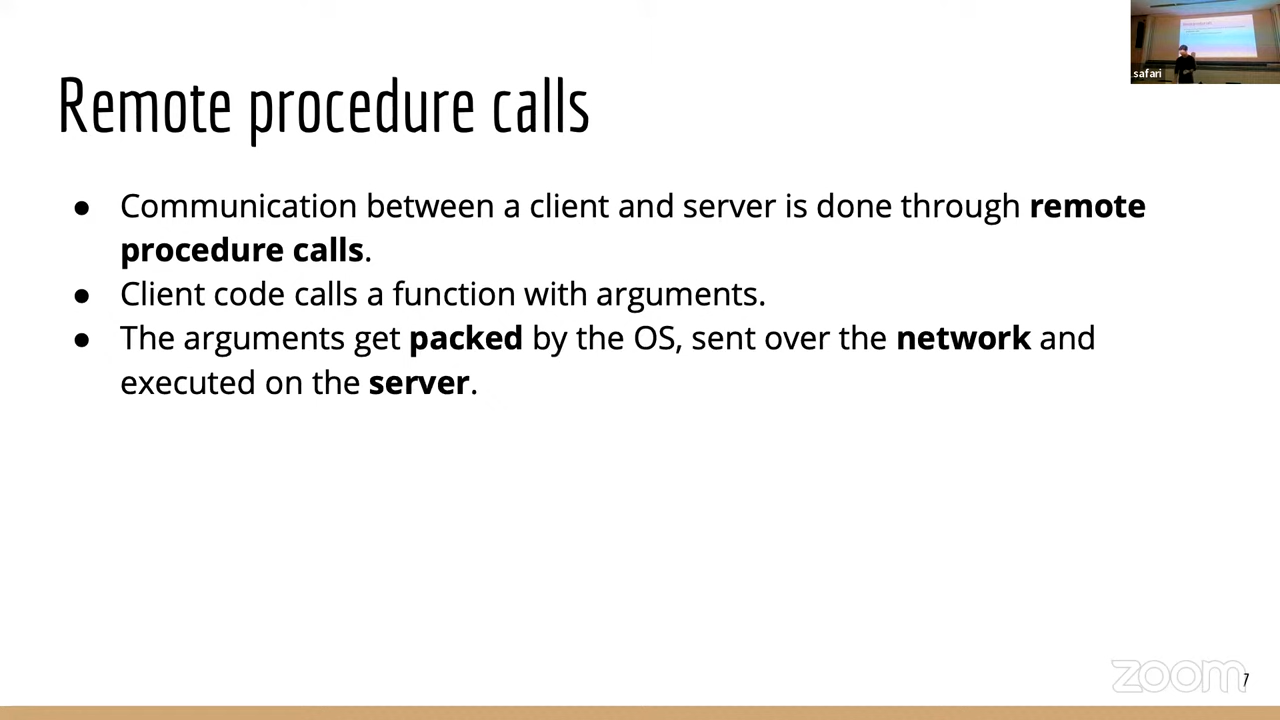 safari
Remote procedure calls
● Communication between a client and server is done through remote
procedure calls.
● Client code calls a function with arguments.
● The arguments get packed by the OS, sent over the network and
executed on the server.
zoom
7